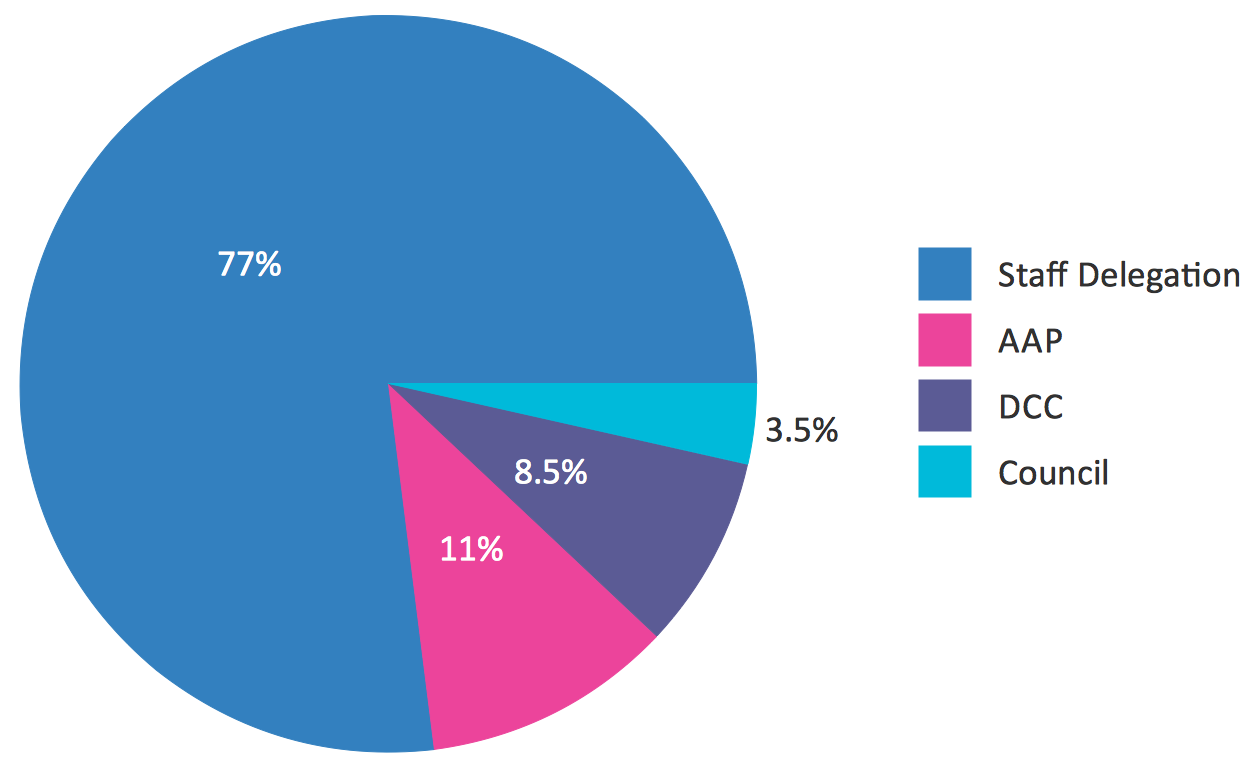 77%
3.5%
8.5%
11%
Staff Delegation
AAP
DCC
Council